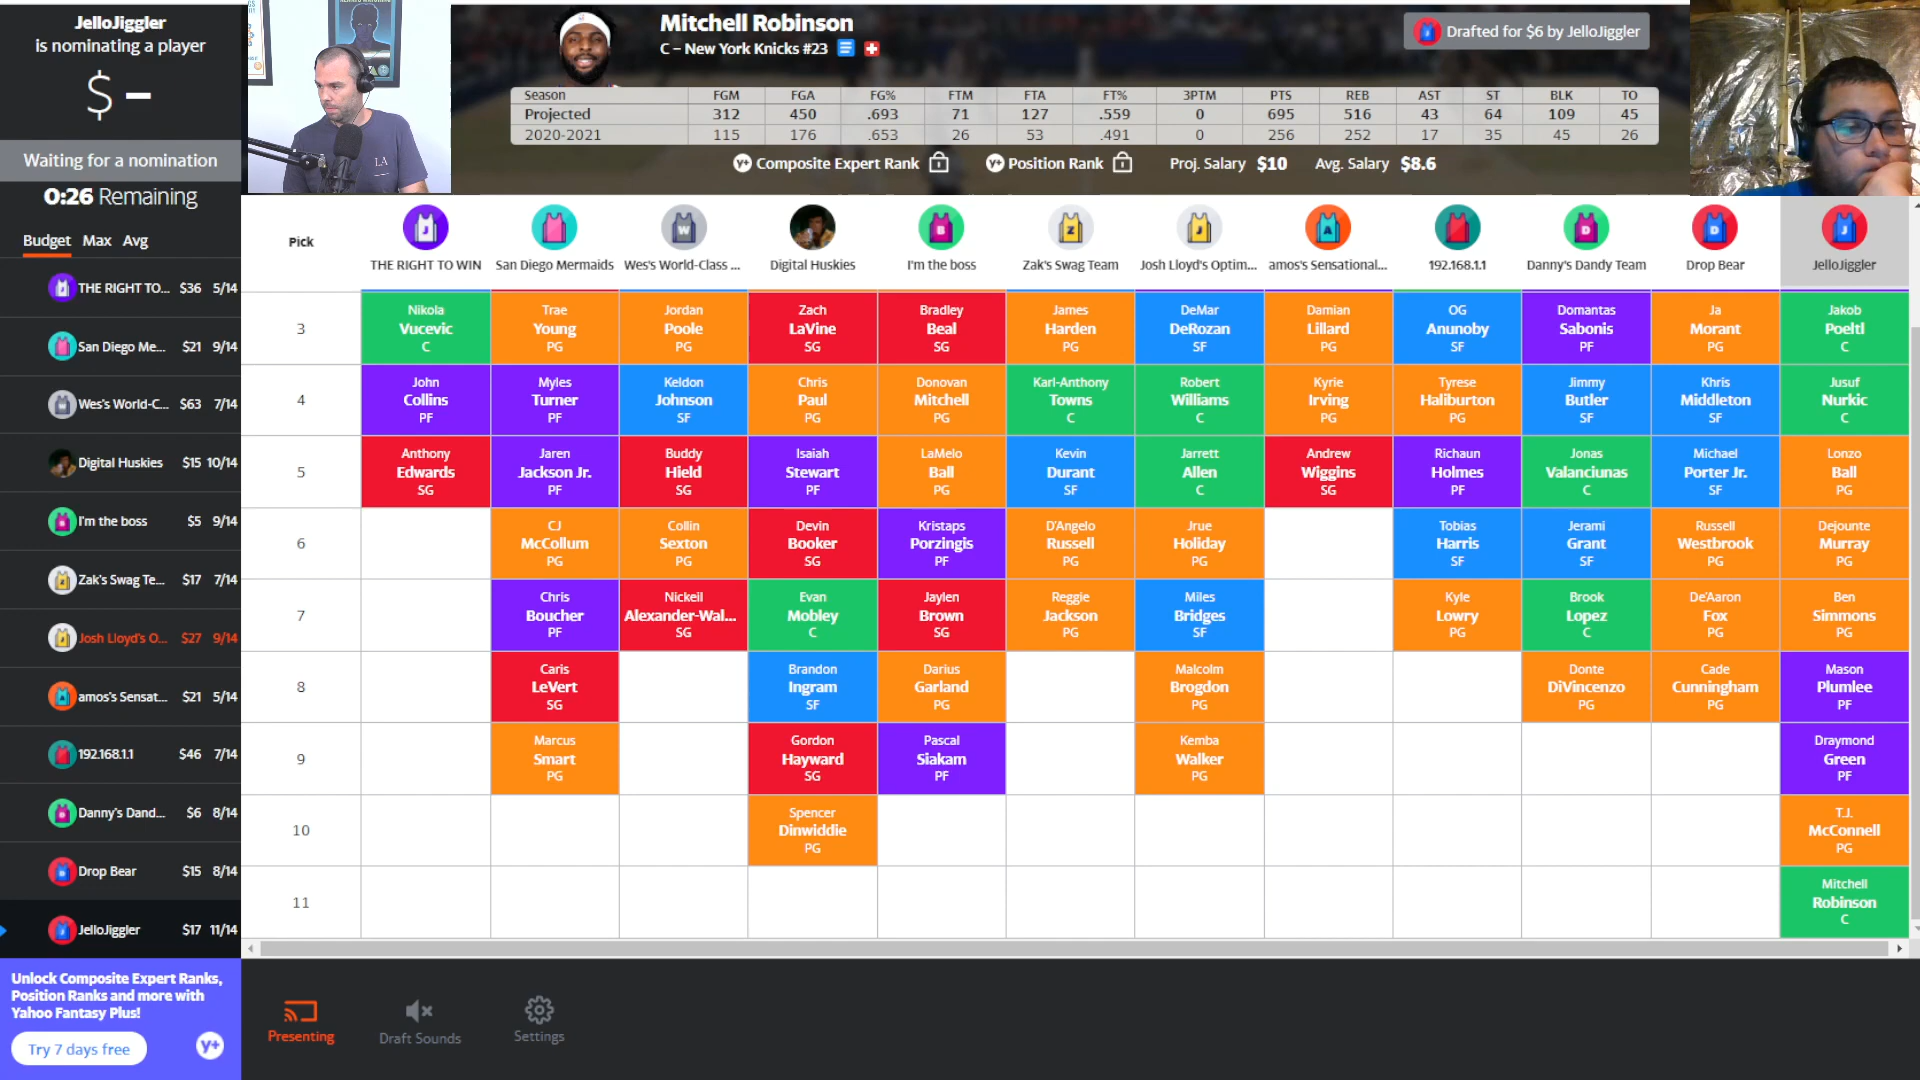 JelloJiggler
is nominating a player
$ –
Waiting for a nomination
0:26 Remaining
Budget Max Avg
THE RIGHT TO... $36 5/14
San Diego Me... $21 9/14
Wes's World-C... $63 7/14
Digital Huskies $15 10/14
I'm the boss $5 9/14
Zak's Swag Te... $17 7/14
Josh Lloyd's O... $27 9/14
amos's Sensat... $21 5/14
192.168.1.1 $46 7/14
Danny's Dand... $6 8/14
Drop Bear $15 8/14
JelloJiggler $17 11/14
Unlock Composite Expert Ranks,
Position Ranks and more with
Yahoo Fantasy Plus!
Try 7 days free
y+
LA
Mitchell Robinson
C – New York Knicks #23
Drafted for $6 by JelloJiggler
Season FGM FGA FG% FTM FTA FT% 3PTM PTS REB AST ST BLK TO
Projected 312 450 .693 71 127 .559 0 695 516 43 64 109 45
2020-2021 115 176 .653 26 53 .491 0 256 252 17 35 45 26
y+ Composite Expert Rank y+ Position Rank Proj. Salary $10 Avg. Salary $8.6
J W B Z J A D D J
Pick THE RIGHT TO WIN San Diego Mermaids Wes's World-Class ... Digital Huskies I'm the boss Zak's Swag Team Josh Lloyd's Optim... amos's Sensational... 192.168.1.1 Danny's Dandy Team Drop Bear JelloJiggler
Nikola Trae Jordan Zach Bradley James DeMar Damian OG Domantas Ja Jakob
3 Vucevic Young Poole LaVine Beal Harden DeRozan Lillard Anunoby Sabonis Morant Poeltl
C PG PG SG SG PG SF PG SF PF PG C
John Myles Keldon Chris Donovan Karl-Anthony Robert Kyrie Tyrese Jimmy Khris Jusuf
4 Collins Turner Johnson Paul Mitchell Towns Williams Irving Haliburton Butler Middleton Nurkic
PF PF SF PG PG C C PG PG SF SF C
Anthony Jaren Buddy Isaiah LaMelo Kevin Jarrett Andrew Richaun Jonas Michael Lonzo
5 Edwards Jackson Jr. Hield Stewart Ball Durant Allen Wiggins Holmes Valanciunas Porter Jr. Ball
SG PF SG PF PG SF C SG PF C SF PG
CJ Collin Devin Kristaps D'Angelo Jrue Tobias Jerami Russell Dejounte
6 McCollum Sexton Booker Porzingis Russell Holiday Harris Grant Westbrook Murray
PG PG SG PF PG PG SF SF PG PG
Chris Nickeil Evan Jaylen Reggie Miles Kyle Brook De'Aaron Ben
7 Boucher Alexander-Wal... Mobley Brown Jackson Bridges Lowry Lopez Fox Simmons
PF SG C SG PG SF PG C PG PG
Caris Brandon Darius Malcolm Donte Cade Mason
8 LeVert Ingram Garland Brogdon DiVincenzo Cunningham Plumlee
SG SF PG PG PG PG PF
Marcus Gordon Pascal Kemba Draymond
9 Smart Hayward Siakam Walker Green
PG SG PF PG PF
Spencer T.J.
10 Dinwiddie McConnell
PG PG
Mitchell
11 Robinson
C
Presenting Draft Sounds Settings